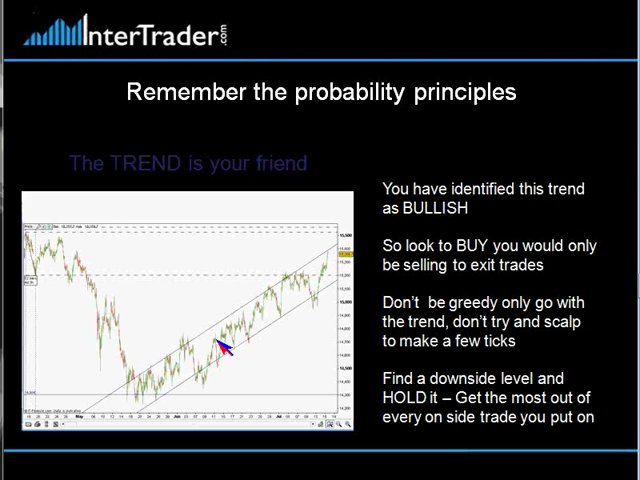 InterTrader.com
Remember the probability principles
The TREND is your friend
You have identified this trend
as BULLISH
So look to BUY you would only
be selling to exit trades
Don't be greedy only go with
the trend, don't try and scalp
to make a few ticks
Find a downside level and
HOLD it – Get the most out of
every on side trade you put on